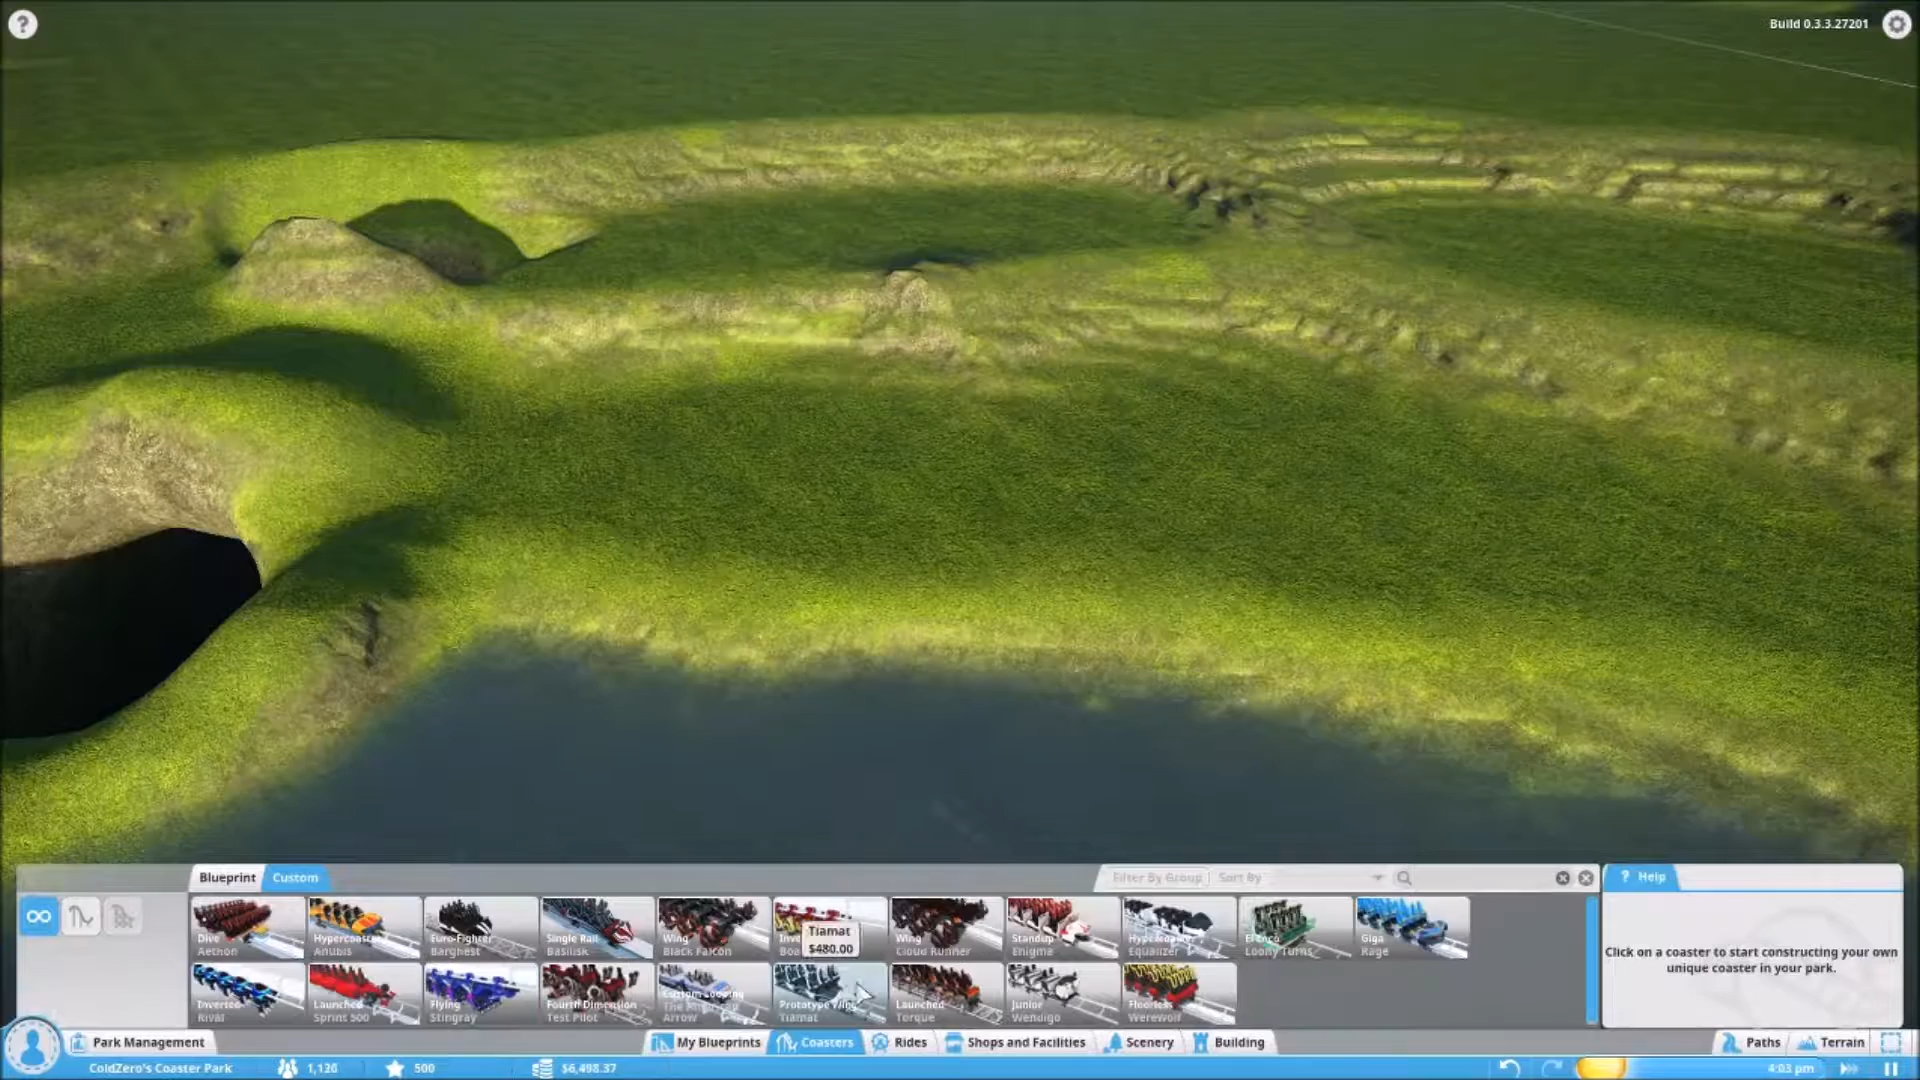 ?
Build 0.3.3.27201
Blueprint
Custom
Filter By Group
Sort By
? Help
Dive
Aethon
Hypercoaster
Anubis
Euro-Fighter
Barghest
Single Rail
Basilisk
Wing
Black Falcon
Tiamat
$480.00
Wing
Cloud Runner
Standup
Enigma
Hypercoaster
Equalizer
Loony Turns
Giga
Rage
Click on a coaster to start constructing your own
unique coaster in your park.
Inverted
Rival
Launched
Sprint 500
Flying
Stingray
Fourth Dimension
Test Pilot
Arrow
Prototype Wing
Tiamat
Launched
Torque
Junior
Wendigo
Floorless
Werewolf
Park Management
My Blueprints
Coasters
Rides
Shops and Facilities
Scenery
Building
Paths
Terrain
ColdZero's Coaster Park
1,126
500
$6,498.37
4:03 pm